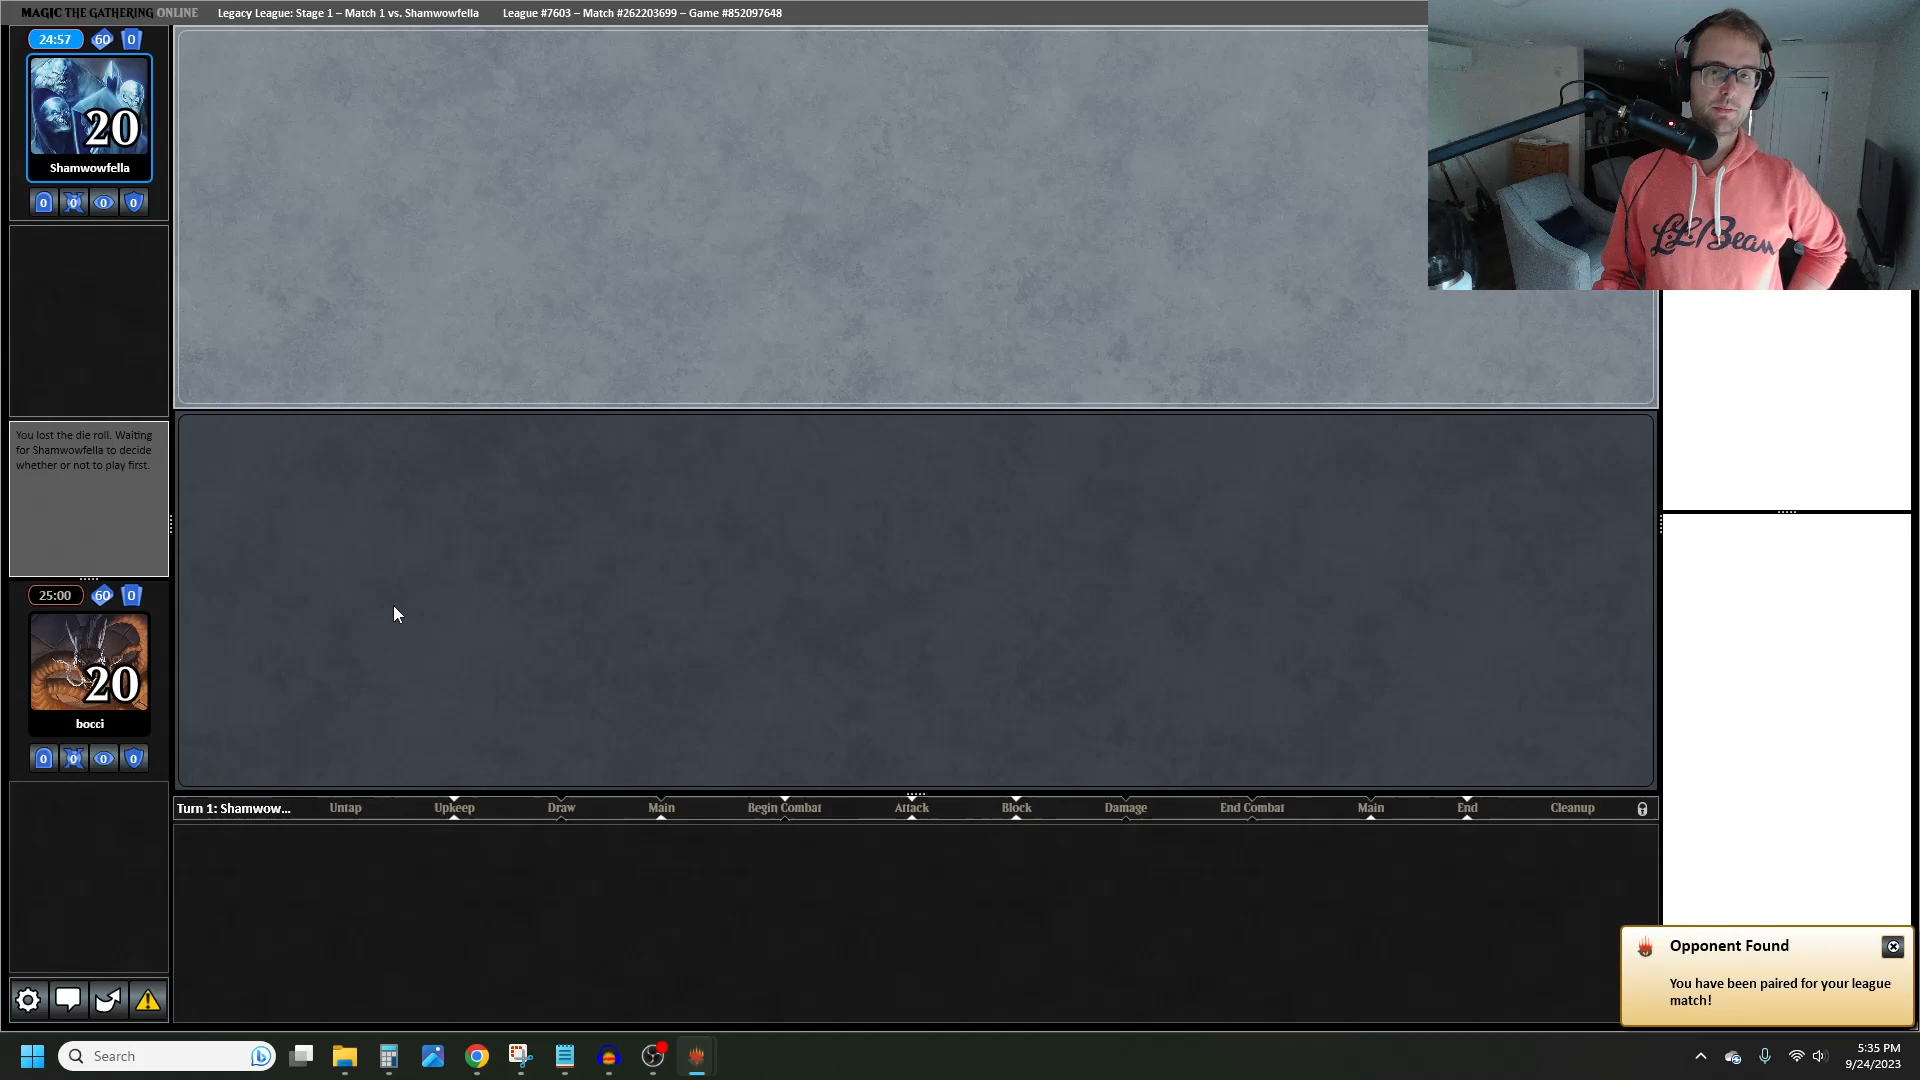 MAGIC THE GATHERING ONLINE
Legacy League: Stage 1 – Match 1 vs. Shamwowfella
League #7603 – Match #262203699 – Game #852097648
24:57
60
0
20
Shamwowfella
0
0
0
0
L.L.Bean
You lost the die roll. Waiting
for Shamwowfella to decide
whether or not to play first.
25:00
60
0
20
bocci
0
0
0
0
Turn 1: Shamwow...
Untap
Upkeep
Draw
Main
Begin Combat
Attack
Block
Damage
End Combat
Main
End
Cleanup
Opponent Found
You have been paired for your league
match!
Search
5:35 PM
9/24/2023